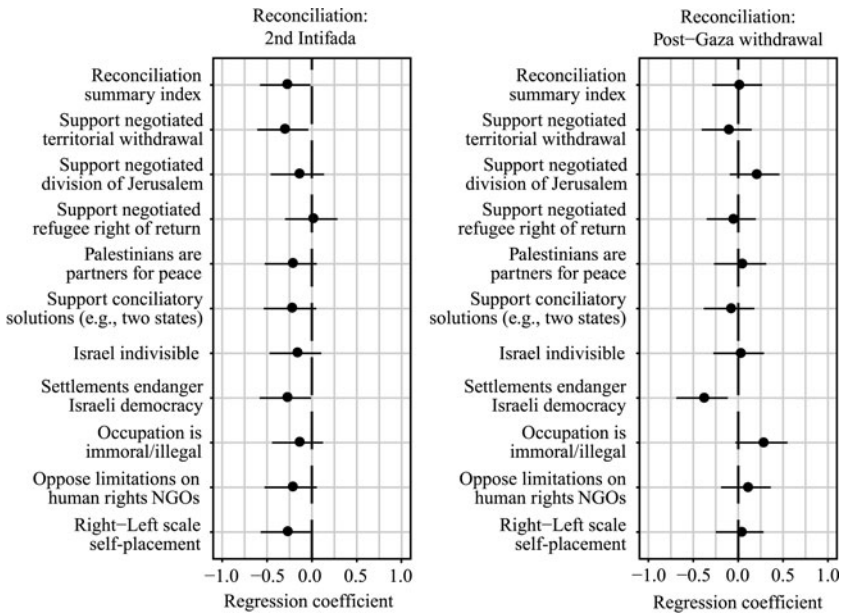 Reconciliation:
2nd Intifada
Reconciliation
summary index
Support negotiated
territorial withdrawal
Support negotiated
division of Jerusalem
Support negotiated
refugee right of return
Palestinians are
partners for peace
Support conciliatory
solutions (e.g., two states)
Israel indivisible
Settlements endanger
Israeli democracy
Occupation is
immoral/illegal
Oppose limitations on
human rights NGOs
Right−Left scale
self−placement
−1.0 −0.5 0.0 0.5 1.0
Regression coefficient
Reconciliation:
Post−Gaza withdrawal
Reconciliation
summary index
Support negotiated
territorial withdrawal
Support negotiated
division of Jerusalem
Support negotiated
refugee right of return
Palestinians are
partners for peace
Support conciliatory
solutions (e.g., two states)
Israel indivisible
Settlements endanger
Israeli democracy
Occupation is
immoral/illegal
Oppose limitations on
human rights NGOs
Right−Left scale
self−placement
−1.0 −0.5 0.0 0.5 1.0
Regression coefficient